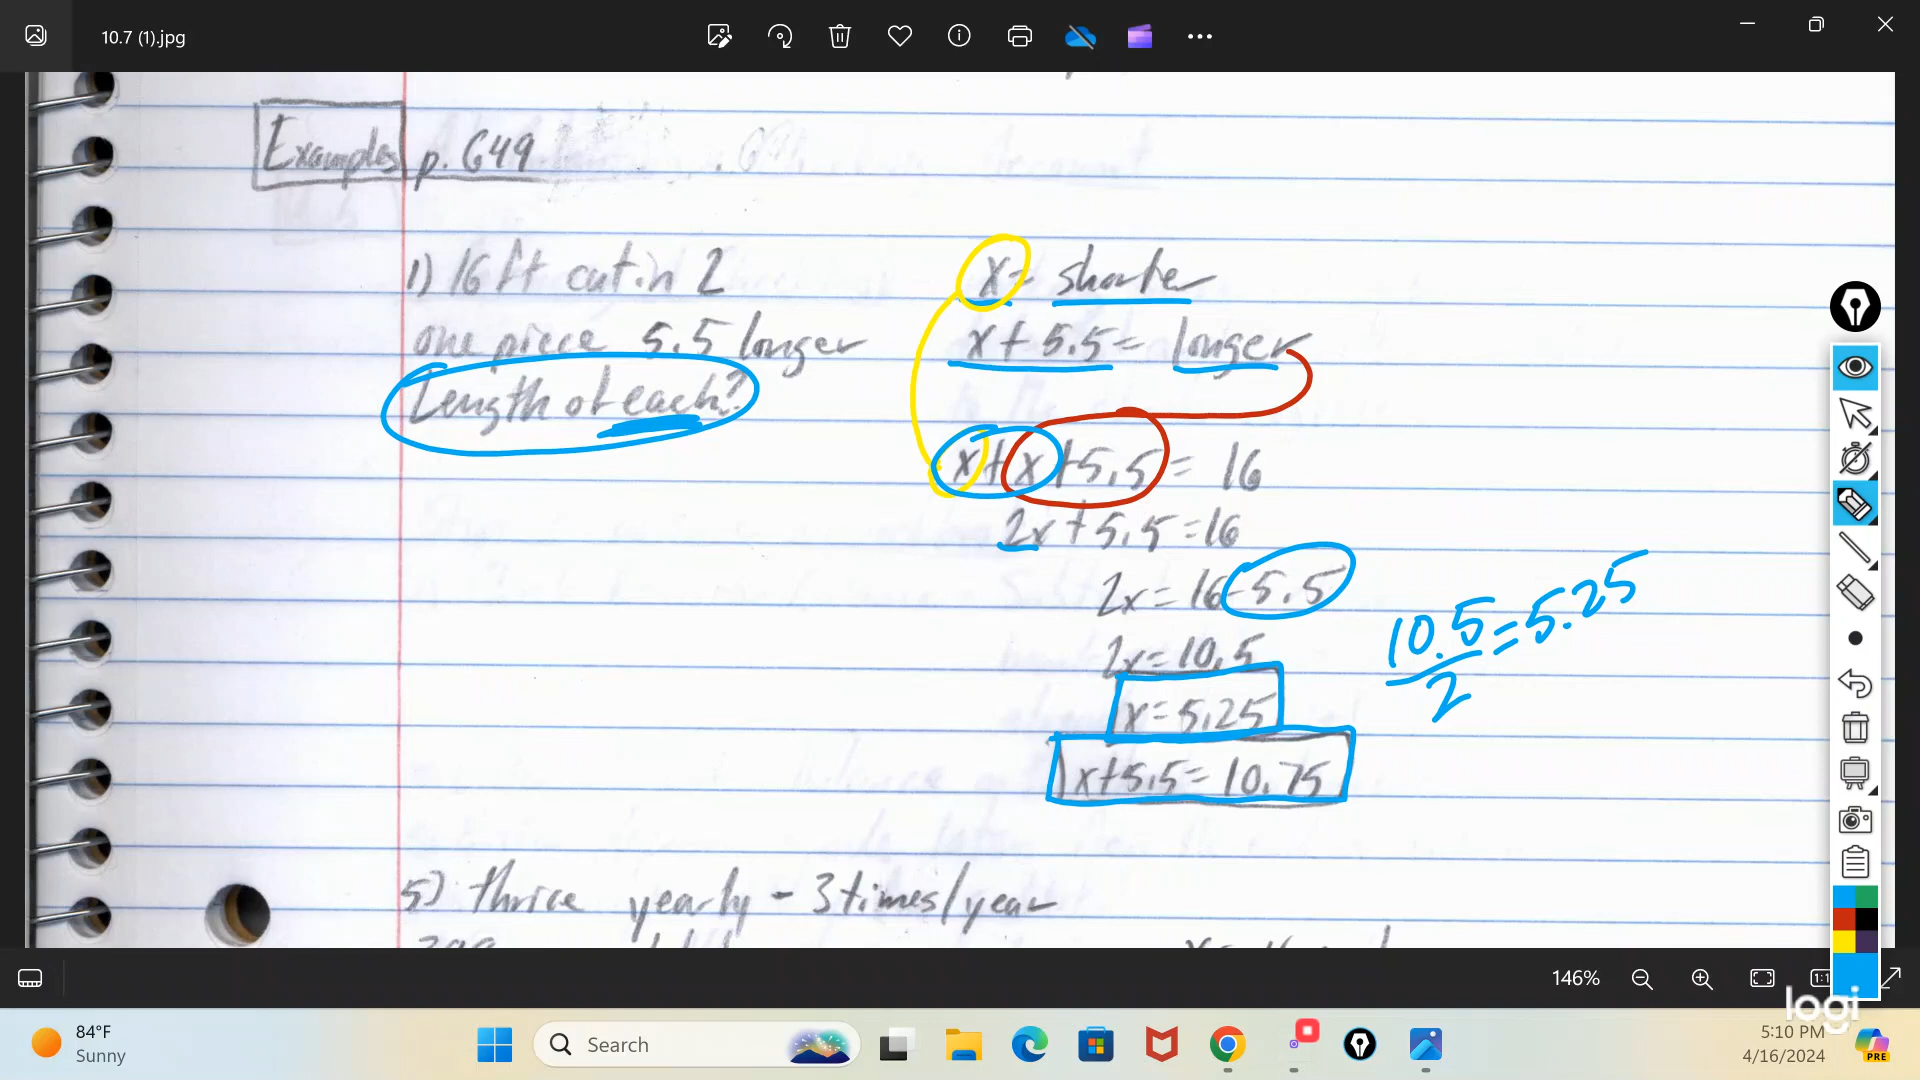 10.7 (1).jpg
Examples p. 649
1) 16 ft cut in 2
one piece 5.5 longer
Length of each?
x = shorter
x + 5.5 = longer
x + x + 5.5 = 16
2x + 5.5 = 16
2x = 16 - 5.5
2x = 10.5
x = 5.25
x + 5.5 = 10.75
10.5/2 = 5.25
5) thrice yearly - 3 times/year
146%
1:1
logi
84°F
Sunny
Search
5:10 PM
4/16/2024
PRE